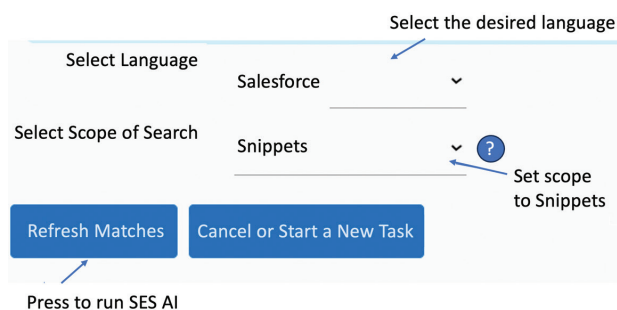 Select the desired language
Select Language
Salesforce
Select Scope of Search
Snippets
?
Set scope
to Snippets
Refresh Matches
Cancel or Start a New Task
Press to run SES AI